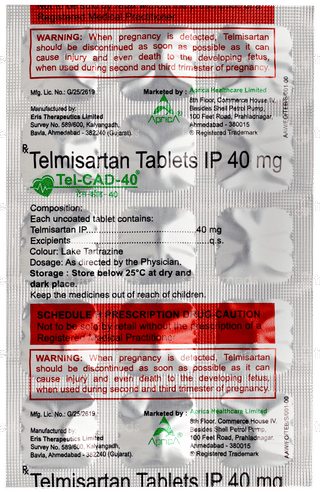 Registered Medical Practitioner
WARNING: When pregnancy is detected, Telmisartan
should be discontinued as soon as possible as it can
cause injury and even death to the developing fetus,
when used during second and third trimester of pregnancy.
Mfg. Lic. No.: G/25/2619
Manufactured by:
Eris Therapeutics Limited
Survey No. 589/600, Kalyangadh,
Bavla, Ahmedabad - 382240 (Gujarat).
Marketed by :
ApricA
Aprica Healthcare Limited
8th Floor, Commerce House IV,
Besides Shell Petrol Pump,
100 Feet Road, Prahladnagar,
Ahmedabad - 380015
® Registered Trademark
Rx
Telmisartan Tablets IP 40 mg
Tel-CAD-40
टेल-कैड-40
Composition:
Each uncoated tablet contains:
Telmisartan IP.............................40 mg
Excipients.....................................q.s.
Colour: Lake Tartrazine
Dosage: As directed by the Physician.
Storage : Store below 25°C at dry and
dark place.
Keep the medicines out of reach of children.
SCHEDULE H PRESCRIPTION DRUG-CAUTION
Not to be sold by retail without the prescription of a
Registered Medical Practitioner
WARNING: When pregnancy is detected, Telmisartan
should be discontinued as soon as possible as it can
cause injury and even death to the developing fetus,
when used during second and third trimester of pregnancy.
Mfg. Lic. No.: G/25/2619
Manufactured by:
Eris Therapeutics Limited
Survey No. 589/600, Kalyangadh,
Bavla, Ahmedabad - 382240 (Gujarat).
Marketed by :
ApricA
Aprica Healthcare Limited
8th Floor, Commerce House IV,
Besides Shell Petrol Pump,
100 Feet Road, Prahladnagar,
Ahmedabad - 380015
® Registered Trademark
Rx
Telmisartan Tablets IP 40 mg